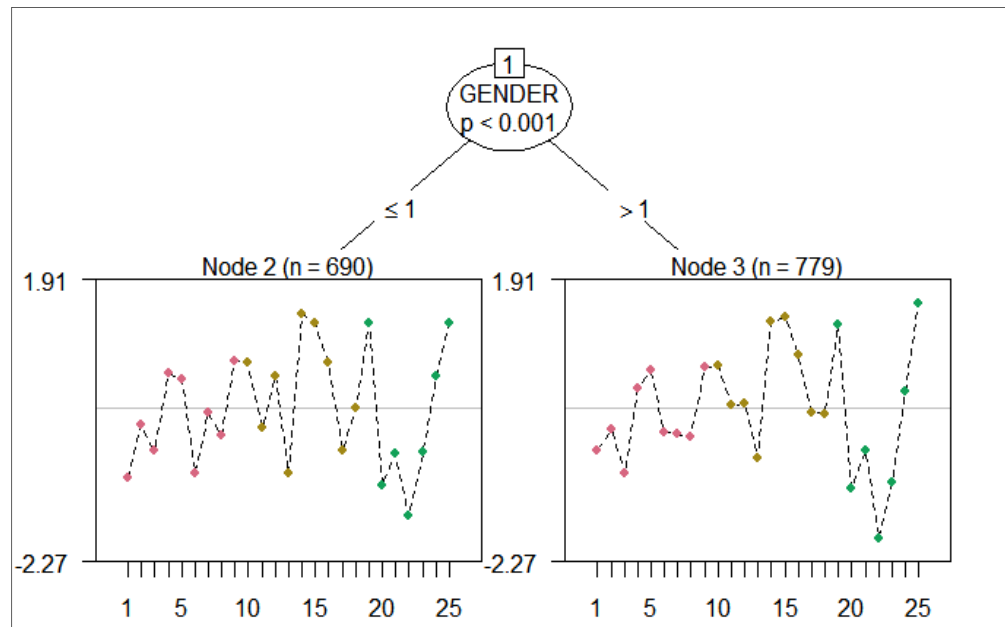 1
GENDER
p < 0.001
≤ 1
> 1
Node 2 (n = 690)
Node 3 (n = 779)
1.91
-2.27
1 5 10 15 20 25
1.91
-2.27
1 5 10 15 20 25